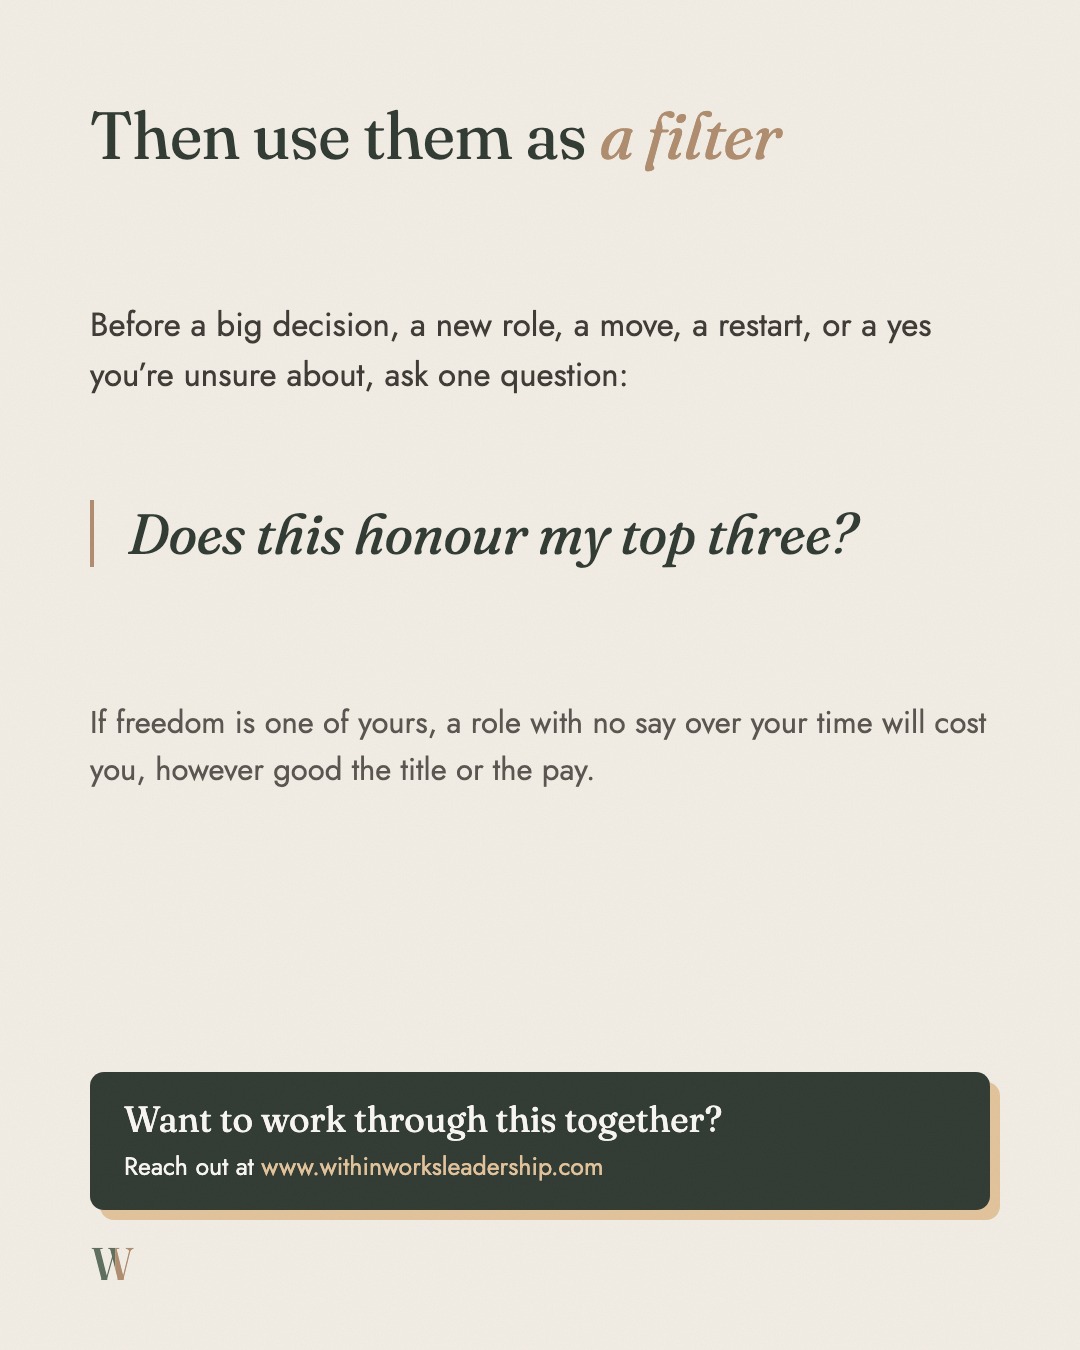 Then use them as a filter
Before a big decision, a new role, a move, a restart, or a yes
you’re unsure about, ask one question:
Does this honour my top three?
If freedom is one of yours, a role with no say over your time will cost
you, however good the title or the pay.
Want to work through this together?
Reach out at www.withinworksleadership.com
W